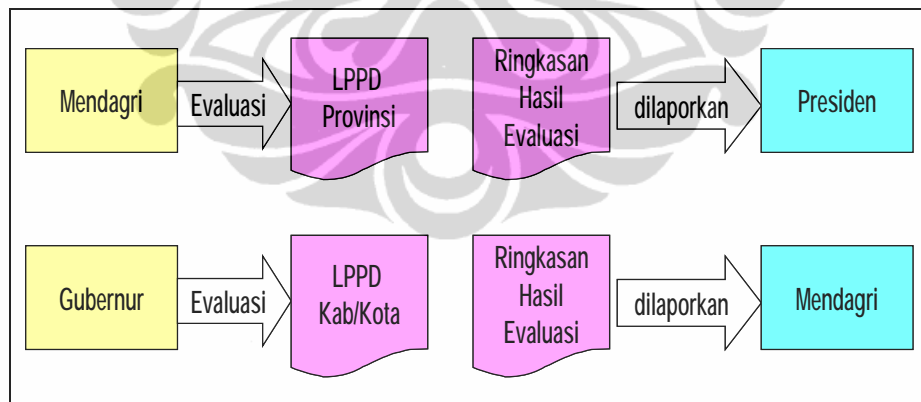 Mendagri
Evaluasi
LPPD
Provinsi
Ringkasan
Hasil
Evaluasi
dilaporkan
Presiden
Gubernur
Evaluasi
LPPD
Kab/Kota
Ringkasan
Hasil
Evaluasi
dilaporkan
Mendagri